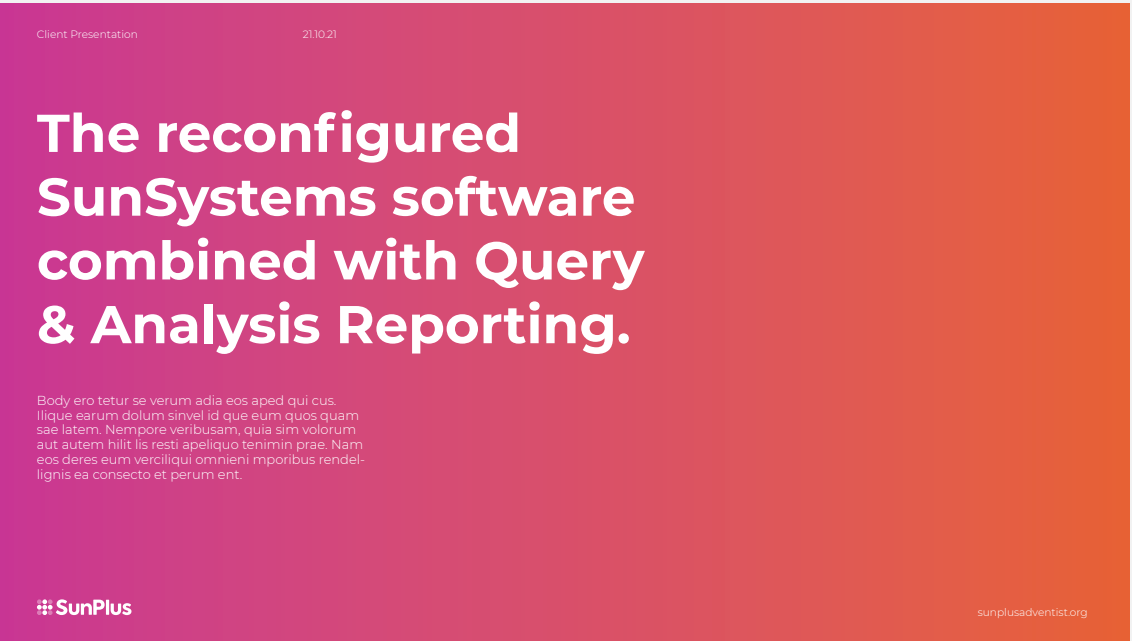 Client Presentation
21.10.21
The reconfigured
SunSystems software
combined with Query
& Analysis Reporting.
Body ero tetur se verum adia eos aped qui cus.
Ilique earum dolum sinvel id que eum quos quam
sae latem. Nempore veribusam, quia sim volorum
aut autem hilit lis resti apeliquo tenimin prae. Nam
eos deres eum verciliqui omnieni mporibus rendel-
lignis ea consecto et perum ent.
SunPlus
sunplusadventist.org